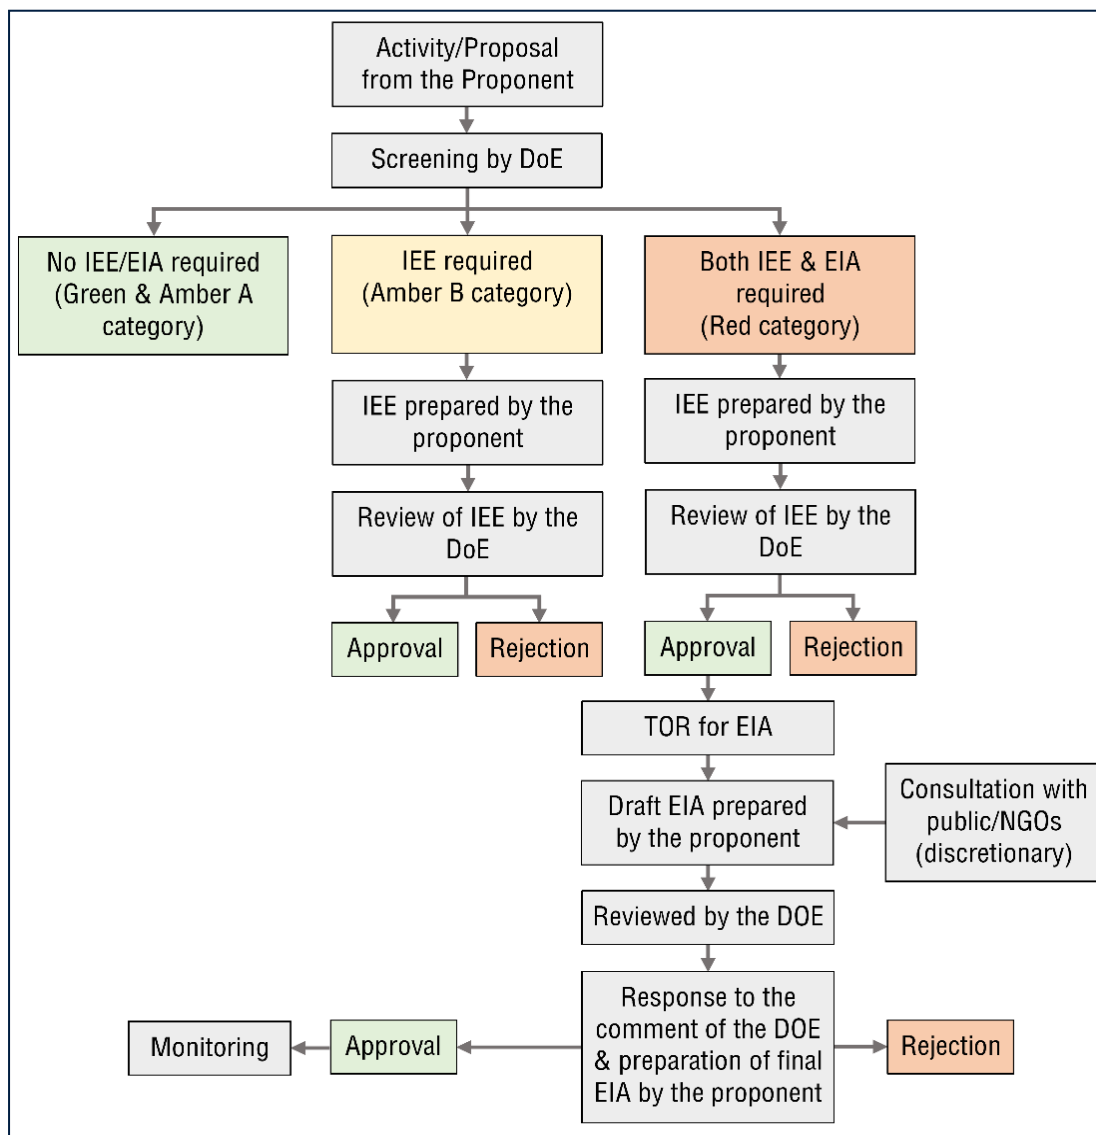 Activity/Proposal
from the Proponent
Screening by DoE
No IEE/EIA required
(Green & Amber A
category)
IEE required
(Amber B category)
Both IEE & EIA
required
(Red category)
IEE prepared by the
proponent
IEE prepared by the
proponent
Review of IEE by the
DoE
Review of IEE by the
DoE
Approval
Rejection
Approval
Rejection
TOR for EIA
Draft EIA prepared
by the proponent
Consultation with
public/NGOs
(discretionary)
Reviewed by the DOE
Response to the
comment of the DOE
& preparation of final
EIA by the proponent
Monitoring
Approval
Rejection